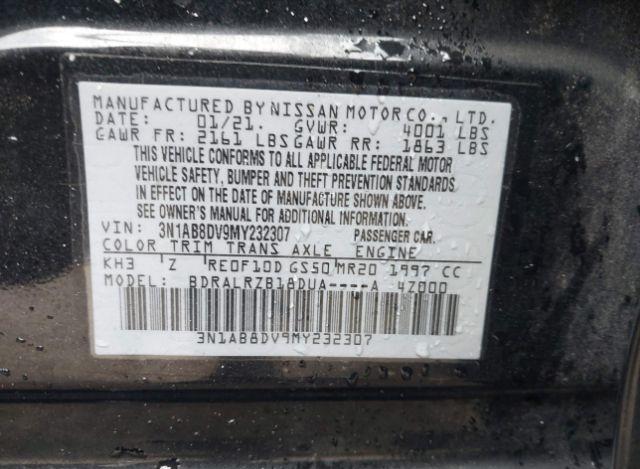 MANUFACTURED BY NISSAN MOTOR CO., LTD.
DATE: 01/21. GVWR: 4001 LBS
GAWR FR: 2161 LBS GAWR RR: 1863 LBS
THIS VEHICLE CONFORMS TO ALL APPLICABLE FEDERAL MOTOR
VEHICLE SAFETY, BUMPER AND THEFT PREVENTION STANDARDS
IN EFFECT ON THE DATE OF MANUFACTURE SHOWN ABOVE.
SEE OWNER'S MANUAL FOR ADDITIONAL INFORMATION.
VIN: 3N1AB8DV9MY232307 PASSENGER CAR.
COLOR TRIM TRANS AXLE ENGINE
KH3 Z RE0F10D GS50 MR20 1997 CC
MODEL: BDRALRZB18DUA----A 4Z000
3N1AB8DV9MY232307